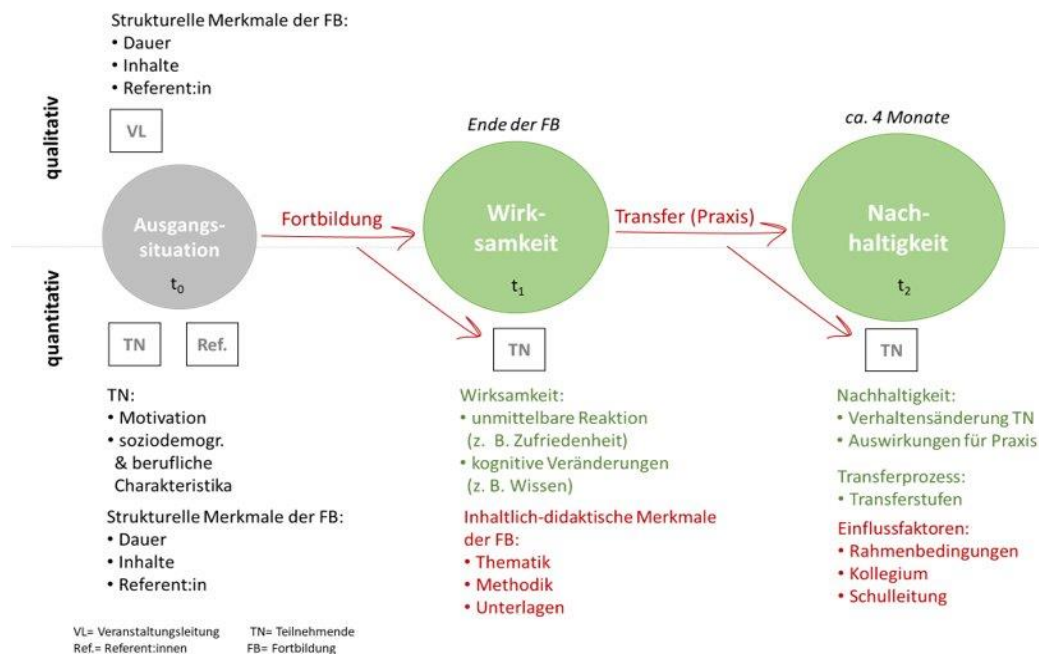 Strukturelle Merkmale der FB:
• Dauer
• Inhalte
• Referent:in
qualitativ
VL
Ende der FB
ca. 4 Monate
Ausgangs-
situation
t0
Fortbildung
Wirk-
samkeit
t1
Transfer (Praxis)
Nach-
haltigkeit
t2
quantitativ
TN
Ref.
TN
TN
TN:
• Motivation
• soziodemogr.
& berufliche
Charakteristika
Strukturelle Merkmale der FB:
• Dauer
• Inhalte
• Referent:in
Wirksamkeit:
• unmittelbare Reaktion
(z. B. Zufriedenheit)
• kognitive Veränderungen
(z. B. Wissen)
Inhaltlich-didaktische Merkmale
der FB:
• Thematik
• Methodik
• Unterlagen
Nachhaltigkeit:
• Verhaltensänderung TN
• Auswirkungen für Praxis
Transferprozess:
• Transferstufen
Einflussfaktoren:
• Rahmenbedingungen
• Kollegium
• Schulleitung
VL= Veranstaltungsleitung TN= Teilnehmende
Ref.= Referent:innen FB= Fortbildung